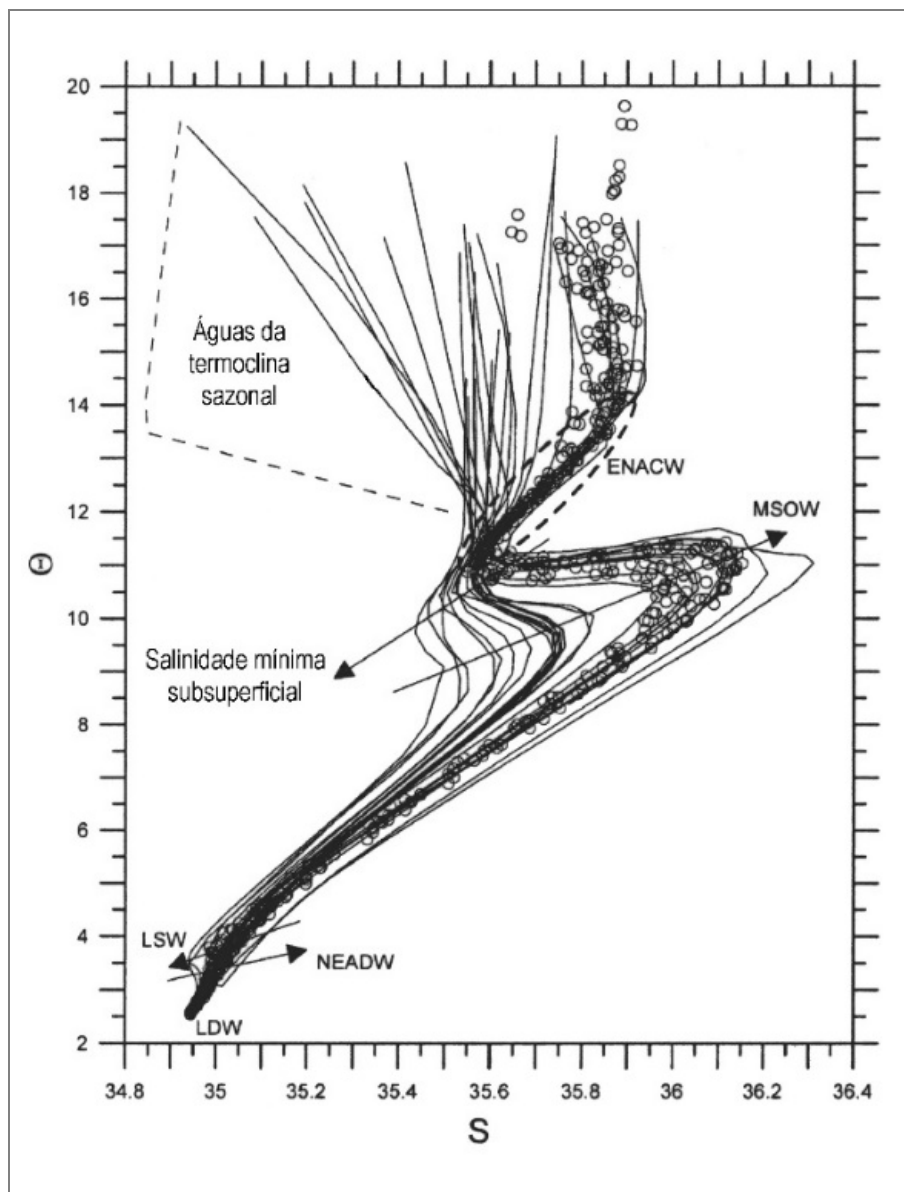 20
18
16
14
12
10
8
6
4
2
Θ
Águas da
termoclina
sazonal
ENACW
MSOW
Salinidade mínima
subsuperficial
LSW
NEADW
LDW
34.8
35
35.2
35.4
35.6
35.8
36
36.2
36.4
S